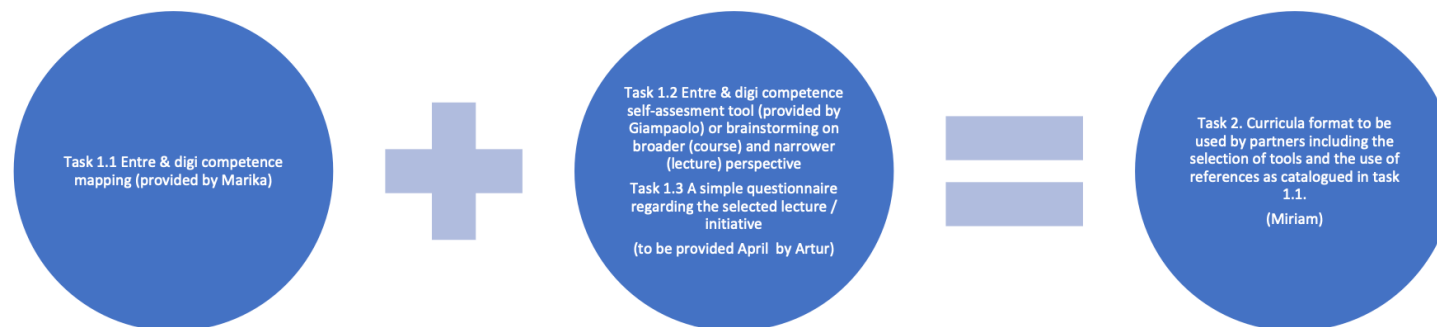 Task 1.1 Entre & digi competence
mapping (provided by Marika)
Task 1.2 Entre & digi competence
self-assesment tool (provided by
Giampaolo) or brainstorming on
broader (course) and narrower
(lecture) perspective
Task 1.3 A simple questionnaire
regarding the selected lecture /
initiative
(to be provided April  by Artur)
Task 2. Curricula format to be
used by partners including the
selection of tools and the use of
references as catalogued in task
1.1.
(Miriam)